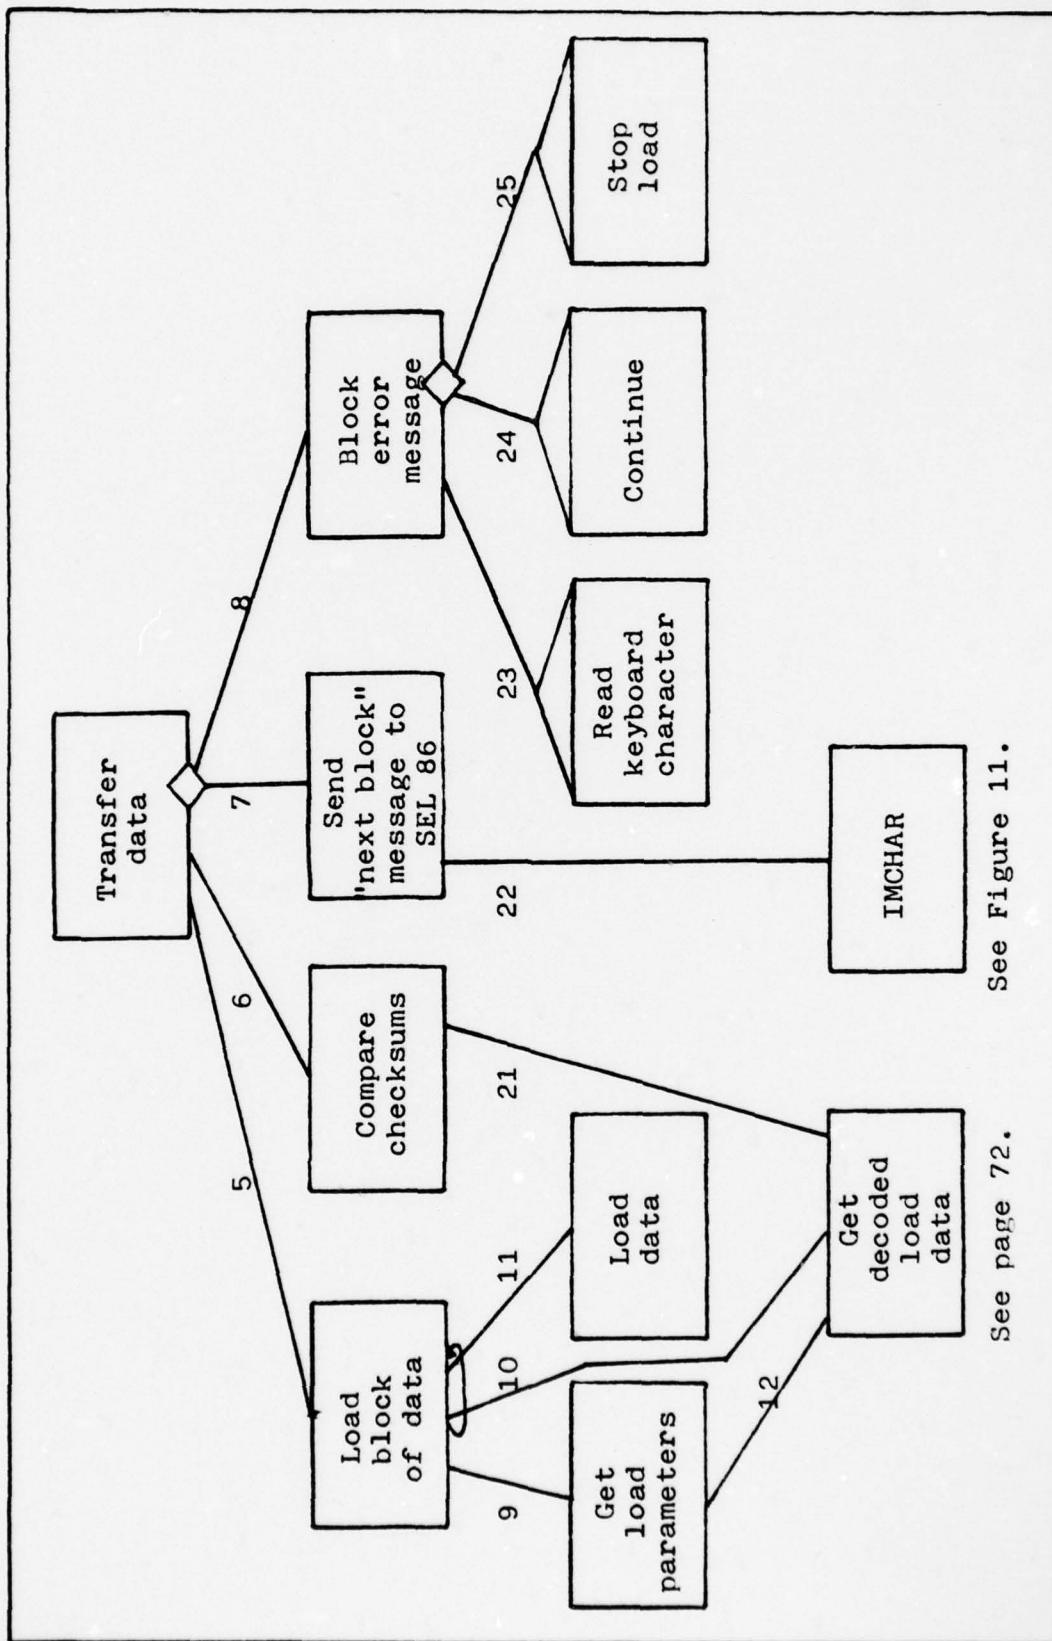 Transfer
data
5
6
7
8
Load
block
of data
Compare
checksums
Send
"next block"
message to
SEL 86
Block
error
message
9
10
11
21
22
23
24
25
Get
load
parameters
Load
data
Read
keyboard
character
Continue
Stop
load
12
Get
decoded
load
data
IMCHAR
See page 72.
See Figure 11.